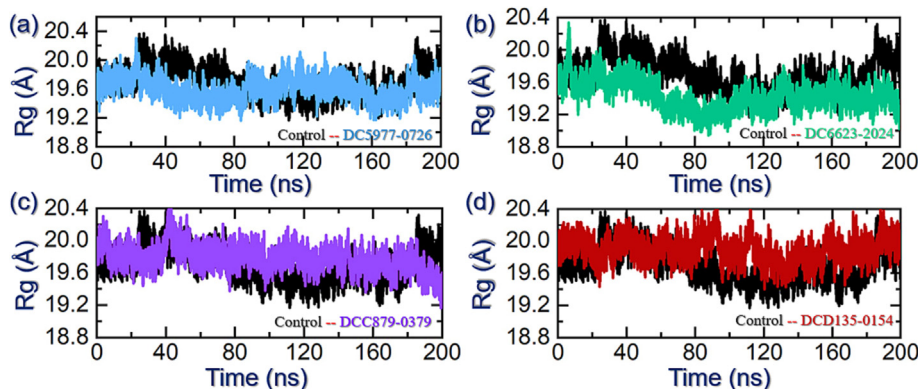 (a)
20.4
20.0
19.6
19.2
18.8
Rg (Å)
Control -- DC5977-0726
0 40 80 120 160 200
Time (ns)
(b)
20.4
20.0
19.6
19.2
18.8
Rg (Å)
Control -- DC6623-2024
0 40 80 120 160 200
Time (ns)
(c)
20.4
20.0
19.6
19.2
18.8
Rg (Å)
Control -- DCC879-0379
0 40 80 120 160 200
Time (ns)
(d)
20.4
20.0
19.6
19.2
18.8
Rg (Å)
Control -- DCD135-0154
0 40 80 120 160 200
Time (ns)